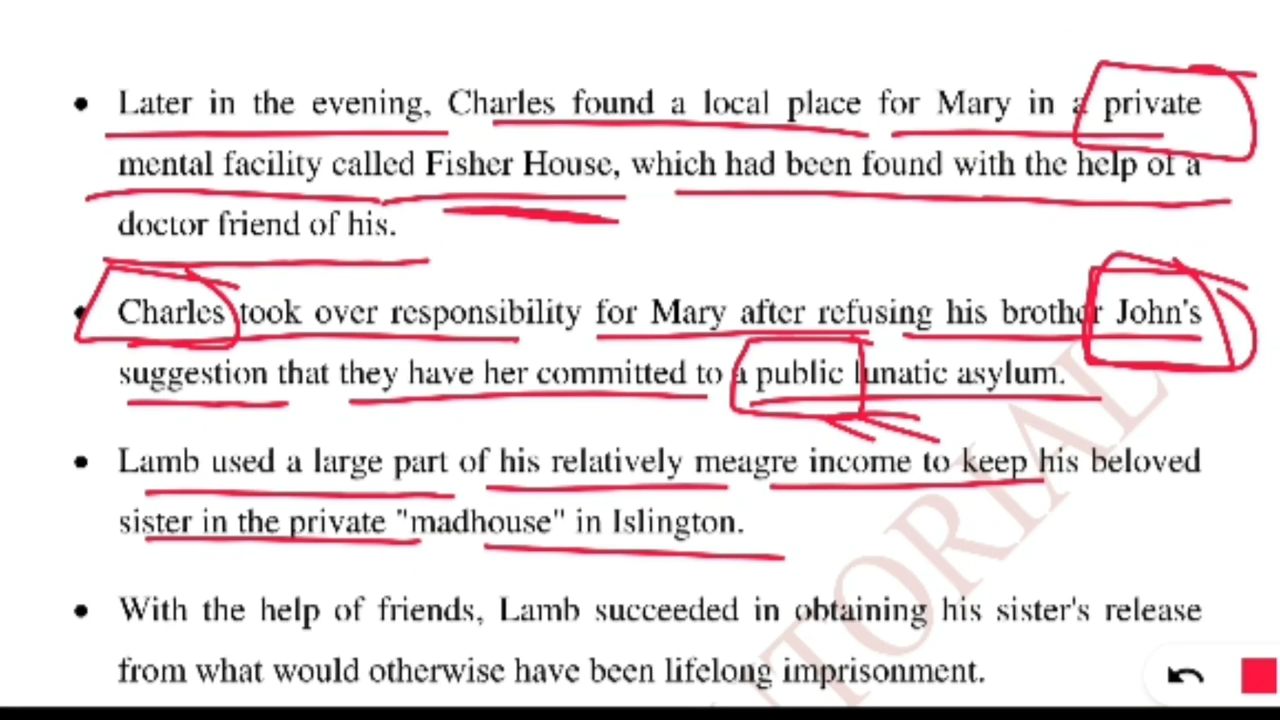 • Later in the evening, Charles found a local place for Mary in a private
mental facility called Fisher House, which had been found with the help of a
doctor friend of his.
• Charles took over responsibility for Mary after refusing his brother John's
suggestion that they have her committed to a public lunatic asylum.
• Lamb used a large part of his relatively meagre income to keep his beloved
sister in the private "madhouse" in Islington.
• With the help of friends, Lamb succeeded in obtaining his sister's release
from what would otherwise have been lifelong imprisonment.